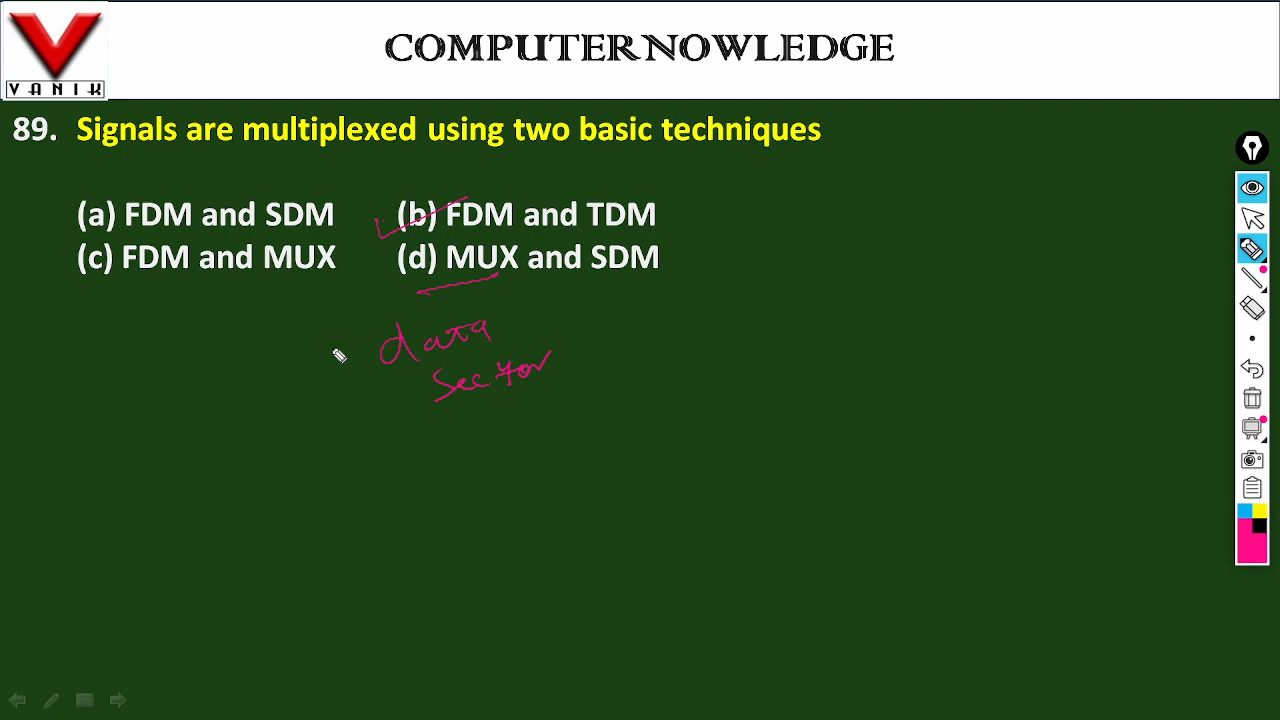 VANIK
COMPUTER NOWLEDGE
89. Signals are multiplexed using two basic techniques
(a) FDM and SDM (b) FDM and TDM
(c) FDM and MUX (d) MUX and SDM
data
sector